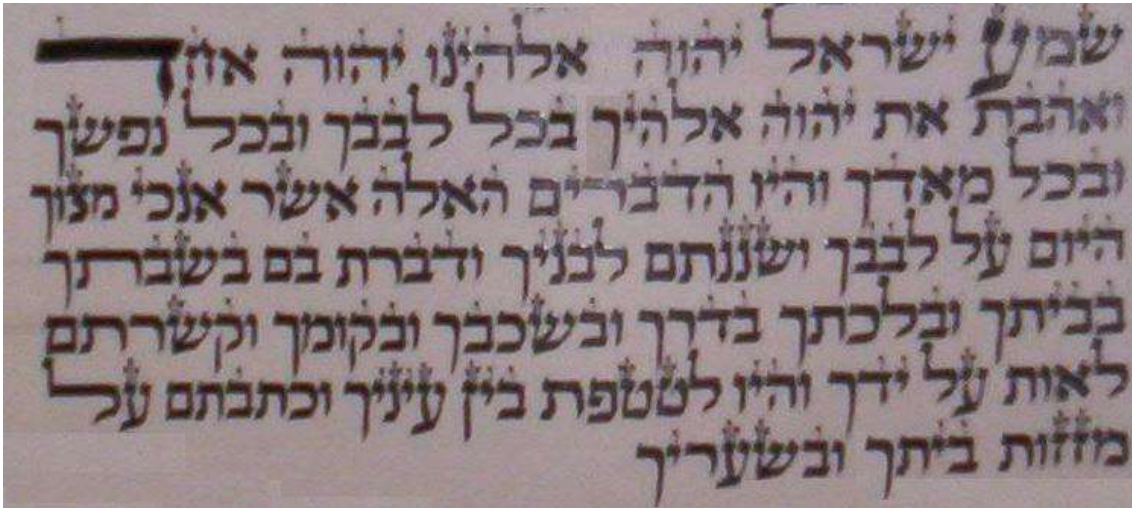 שמע ישראל יהוה אלהינו יהוה אחד
ואהבת את יהוה אלהיך בכל לבבך ובכל נפשך
ובכל מאדך והיו הדברים האלה אשר אנכי מצוך
היום על לבבך ושננתם לבניך ודברת בם בשבתך
בביתך ובלכתך בדרך ובשכבך ובקומך וקשרתם
לאות על ידך והיו לטטפת בין עיניך וכתבתם על
מזזות ביתך ובשעריך